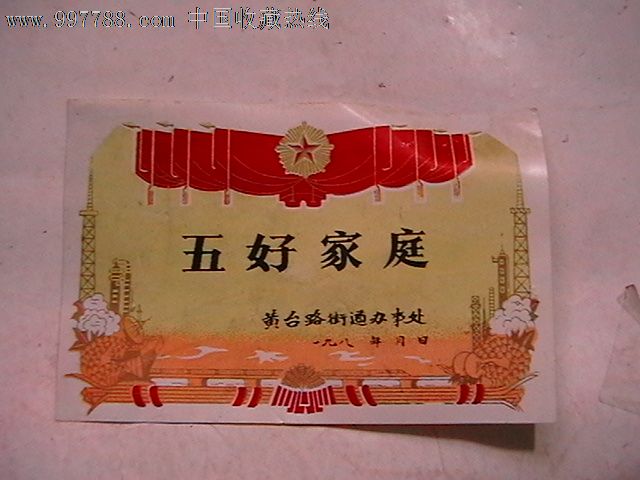 www.997788.com 中国收藏热线
五好家庭
黄台路街道办事处
一九八 年 月 日